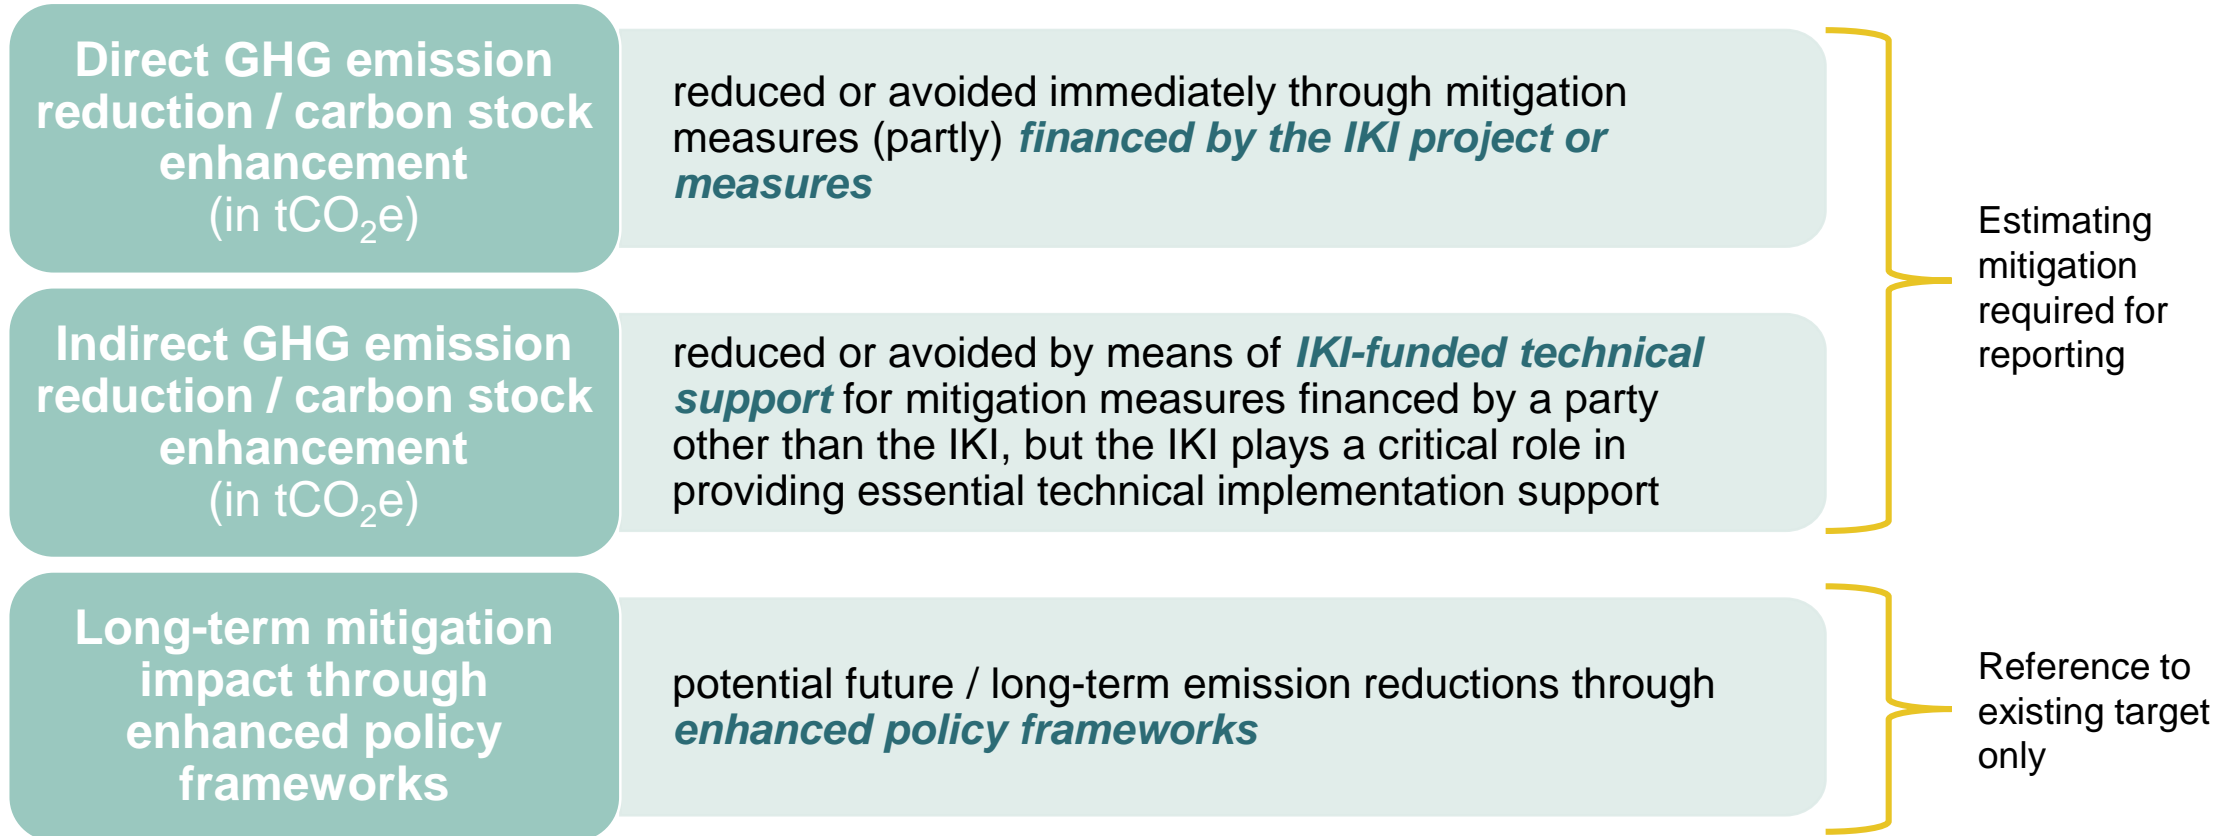 Direct GHG emission
reduction / carbon stock
enhancement
(in tCO₂e)
reduced or avoided immediately through mitigation
measures (partly) financed by the IKI project or
measures
Indirect GHG emission
reduction / carbon stock
enhancement
(in tCO₂e)
reduced or avoided by means of IKI-funded technical
support for mitigation measures financed by a party
other than the IKI, but the IKI plays a critical role in
providing essential technical implementation support
Estimating
mitigation
required for
reporting
Long-term mitigation
impact through
enhanced policy
frameworks
potential future / long-term emission reductions through
enhanced policy frameworks
Reference to
existing target
only